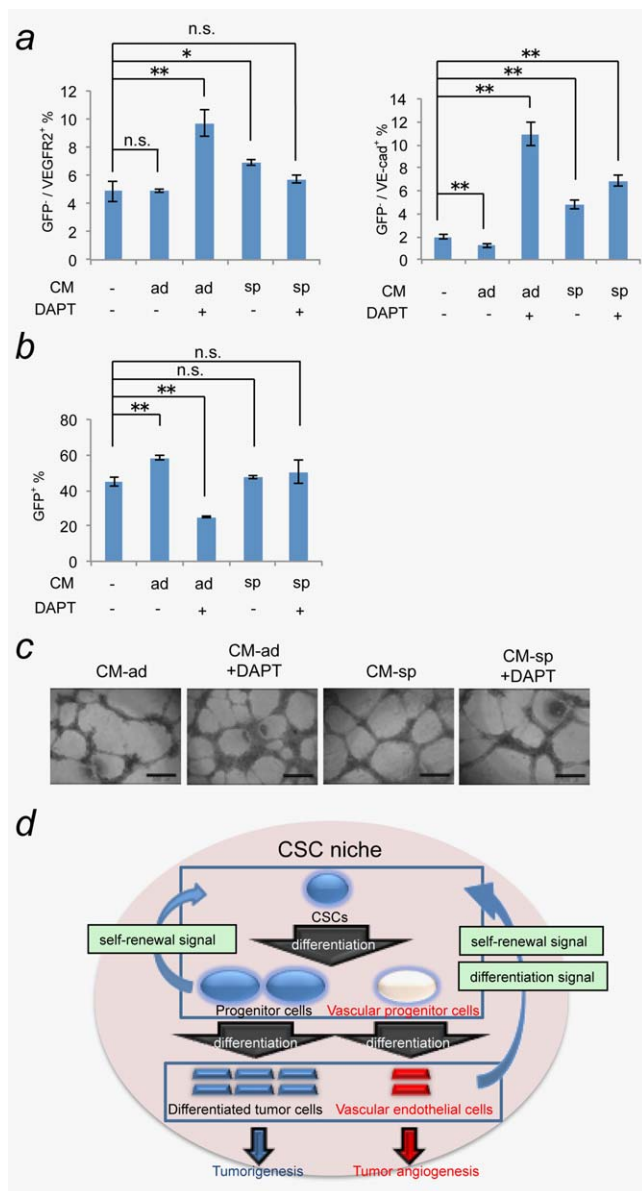 a
n.s.
*
**
n.s.
GFP- / VEGFR2+ %
12
10
8
6
4
2
0
CM - ad ad sp sp
DAPT - - + - +
**
**
**
**
GFP- / VE-cad+ %
14
12
10
8
6
4
2
0
CM - ad ad sp sp
DAPT - - + - +
b
n.s.
n.s.
**
**
GFP+ %
80
60
40
20
0
CM - ad ad sp sp
DAPT - - + - +
c
CM-ad
CM-ad
+DAPT
CM-sp
CM-sp
+DAPT
d
CSC niche
CSCs
self-renewal signal
differentiation
self-renewal signal
differentiation signal
Progenitor cells
Vascular progenitor cells
differentiation
differentiation
Differentiated tumor cells
Vascular endothelial cells
Tumorigenesis
Tumor angiogenesis